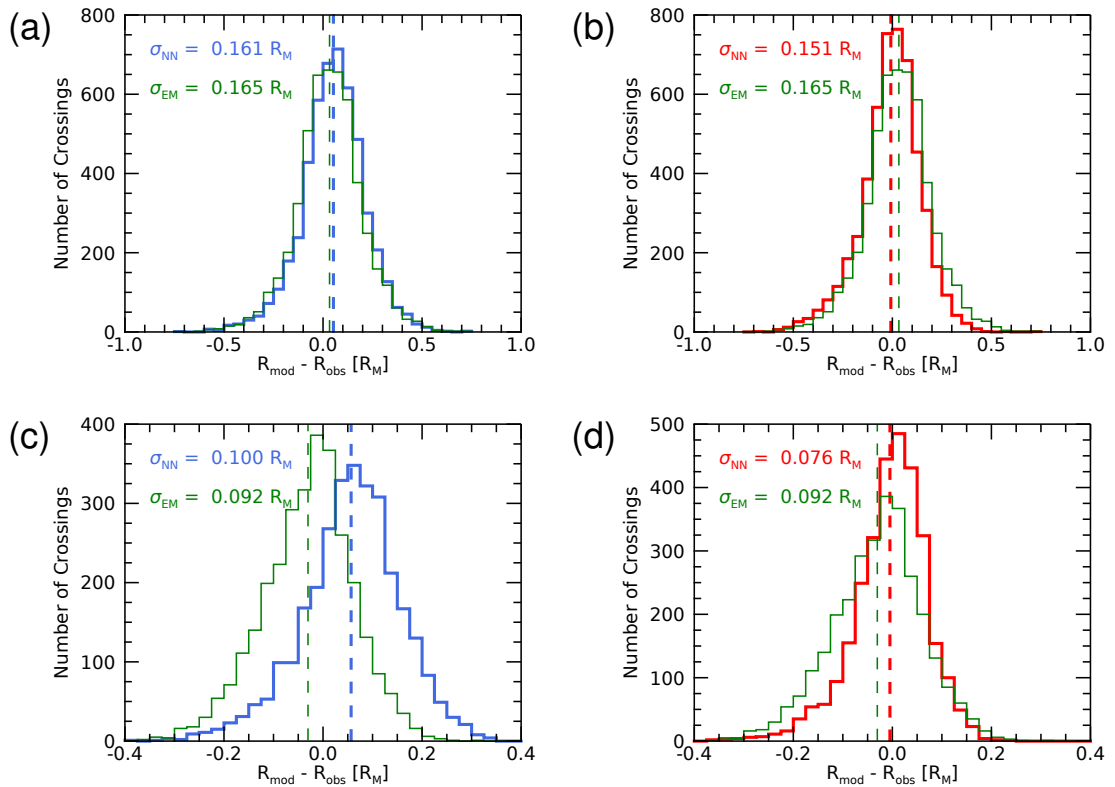 (a)
σNN = 0.161 RM
σEM = 0.165 RM
Number of Crossings
800
600
400
200
0
-1.0 -0.5 0.0 0.5 1.0
Rmod - Robs [RM]
(b)
σNN = 0.151 RM
σEM = 0.165 RM
Number of Crossings
800
600
400
200
0
-1.0 -0.5 0.0 0.5 1.0
Rmod - Robs [RM]
(c)
σNN = 0.100 RM
σEM = 0.092 RM
Number of Crossings
400
300
200
100
0
-0.4 -0.2 0.0 0.2 0.4
Rmod - Robs [RM]
(d)
σNN = 0.076 RM
σEM = 0.092 RM
Number of Crossings
500
400
300
200
100
0
-0.4 -0.2 0.0 0.2 0.4
Rmod - Robs [RM]